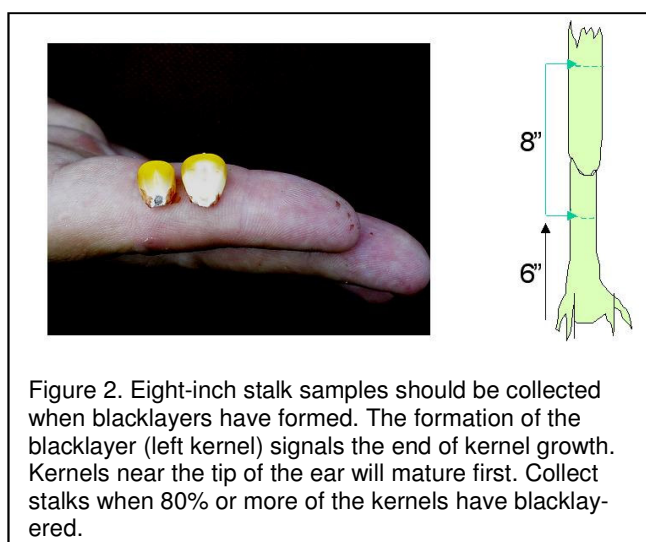 8”
6”
Figure 2. Eight-inch stalk samples should be collected
when blacklayers have formed. The formation of the
blacklayer (left kernel) signals the end of kernel growth.
Kernels near the tip of the ear will mature first. Collect
stalks when 80% or more of the kernels have blacklay-
ered.